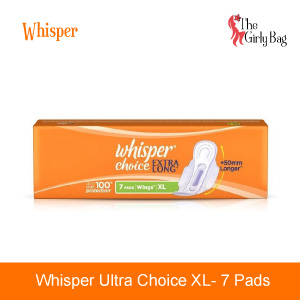 Whisper
The
Girly Bag
whisper
choice
EXTRA
LONG
100%
protection
7 PADS | Wings | XL
+50mm
Longer
Whisper Ultra Choice XL- 7 Pads